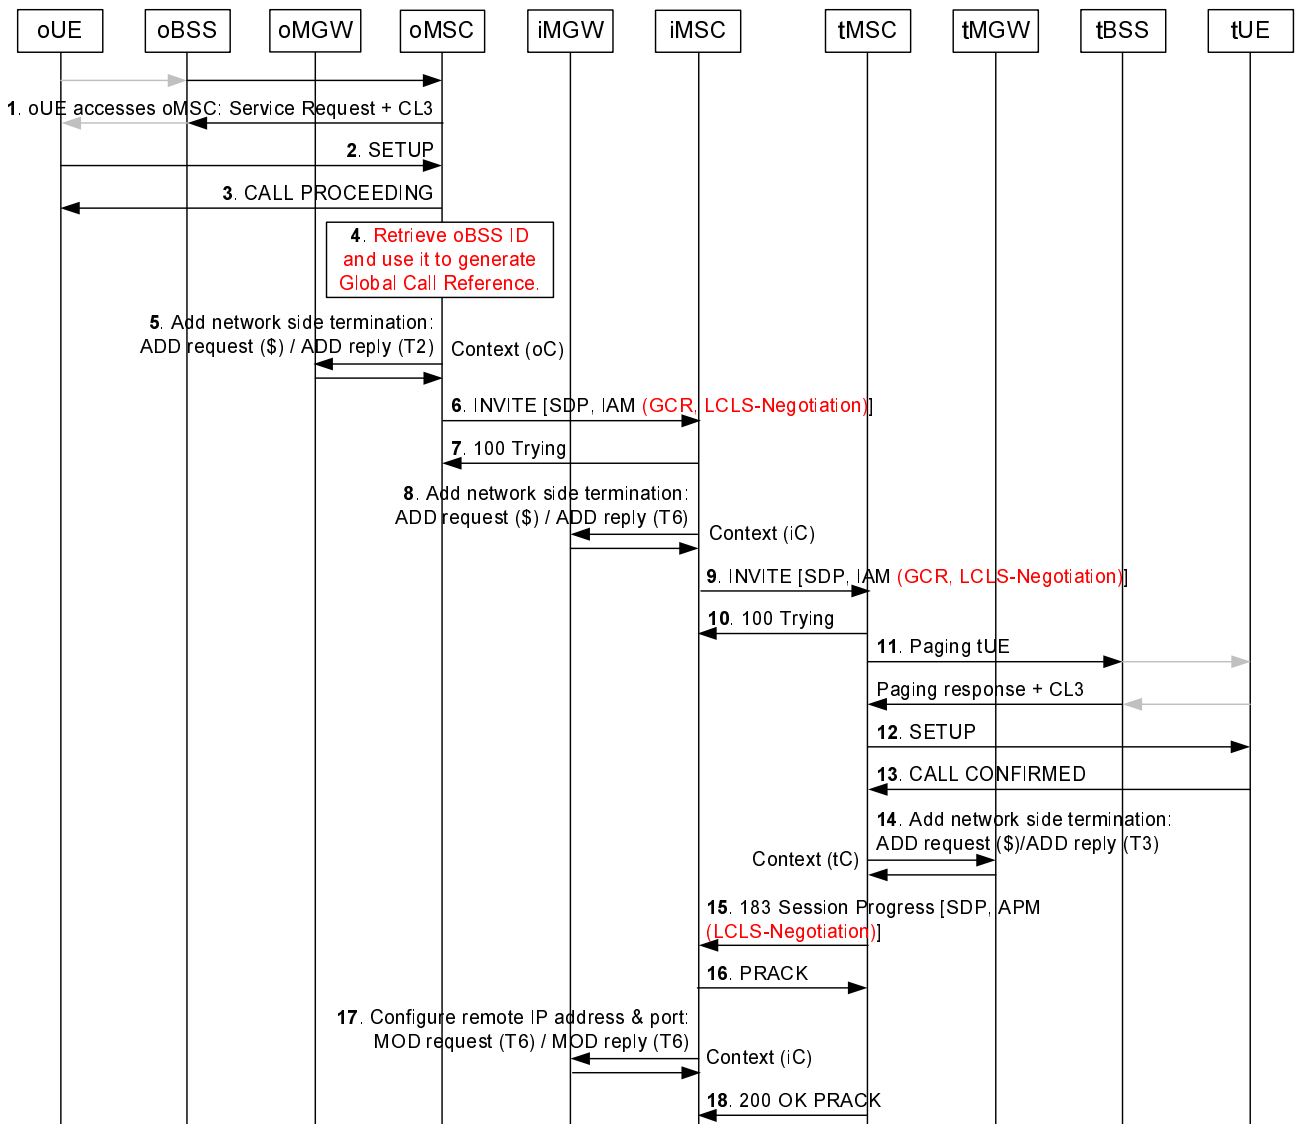 oUE oBSS oMGW oMSC iMGW iMSC tMSC tMGW tBSS tUE
1. oUE accesses oMSC: Service Request + CL3
2. SETUP
3. CALL PROCEEDING
4. Retrieve oBSS ID
and use it to generate
Global Call Reference.
5. Add network side termination:
ADD request ($) / ADD reply (T2)
Context (oC)
6. INVITE [SDP, IAM (GCR, LCLS-Negotiation)]
7. 100 Trying
8. Add network side termination:
ADD request ($) / ADD reply (T6)
Context (iC)
9. INVITE [SDP, IAM (GCR, LCLS-Negotiation)]
10. 100 Trying
11. Paging tUE
Paging response + CL3
12. SETUP
13. CALL CONFIRMED
14. Add network side termination:
ADD request ($)/ADD reply (T3)
Context (tC)
15. 183 Session Progress [SDP, APM
(LCLS-Negotiation)]
16. PRACK
17. Configure remote IP address & port:
MOD request (T6) / MOD reply (T6)
Context (iC)
18. 200 OK PRACK